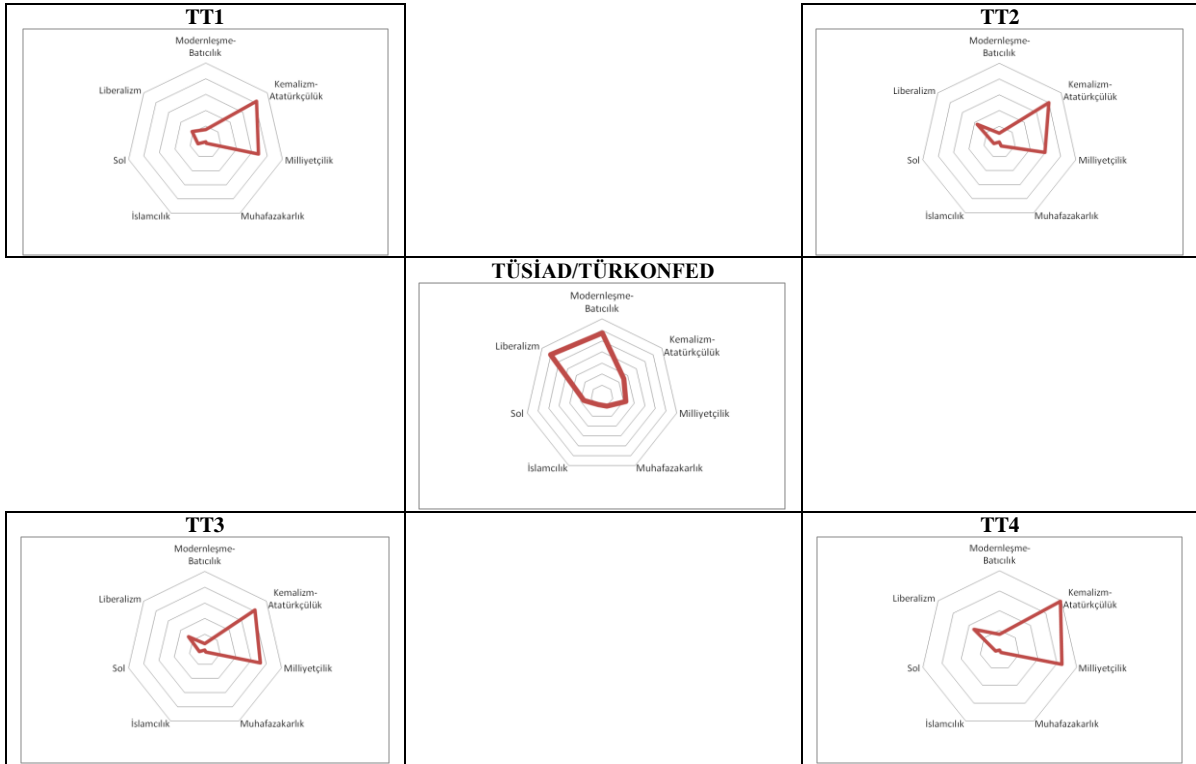 TT1
Modernleşme-
Batıcılık
Kemalizm-
Atatürkçülük
Milliyetçilik
Muhafazakarlık
İslamcılık
Sol
Liberalizm
TT2
Modernleşme-
Batıcılık
Kemalizm-
Atatürkçülük
Milliyetçilik
Muhafazakarlık
İslamcılık
Sol
Liberalizm
TÜSİAD/TÜRKONFED
Modernleşme-
Batıcılık
Kemalizm-
Atatürkçülük
Milliyetçilik
Muhafazakarlık
İslamcılık
Sol
Liberalizm
TT3
Modernleşme-
Batıcılık
Kemalizm-
Atatürkçülük
Milliyetçilik
Muhafazakarlık
İslamcılık
Sol
Liberalizm
TT4
Modernleşme-
Batıcılık
Kemalizm-
Atatürkçülük
Milliyetçilik
Muhafazakarlık
İslamcılık
Sol
Liberalizm